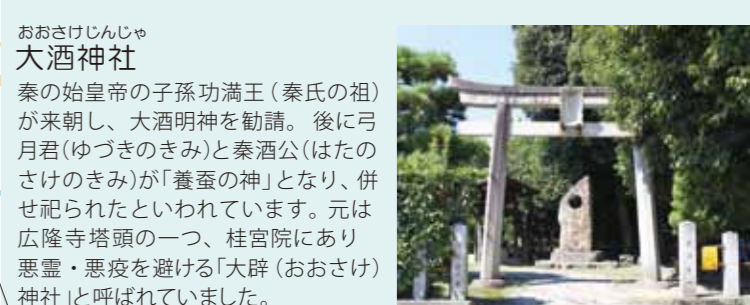 おおさけじんじゃ
大酒神社
秦の始皇帝の子孫功満王（秦氏の祖）
が来朝し、大酒明神を勧請。 後に弓
月君(ゆづきのきみ)と秦酒公(はたの
さけのきみ)が「養蚕の神」となり、併
せ祀られたといわれています。元は
広隆寺塔頭の一つ、桂宮院にあり
悪霊・悪疫を避ける「大辟（おおさけ）
神社」と呼ばれていました。